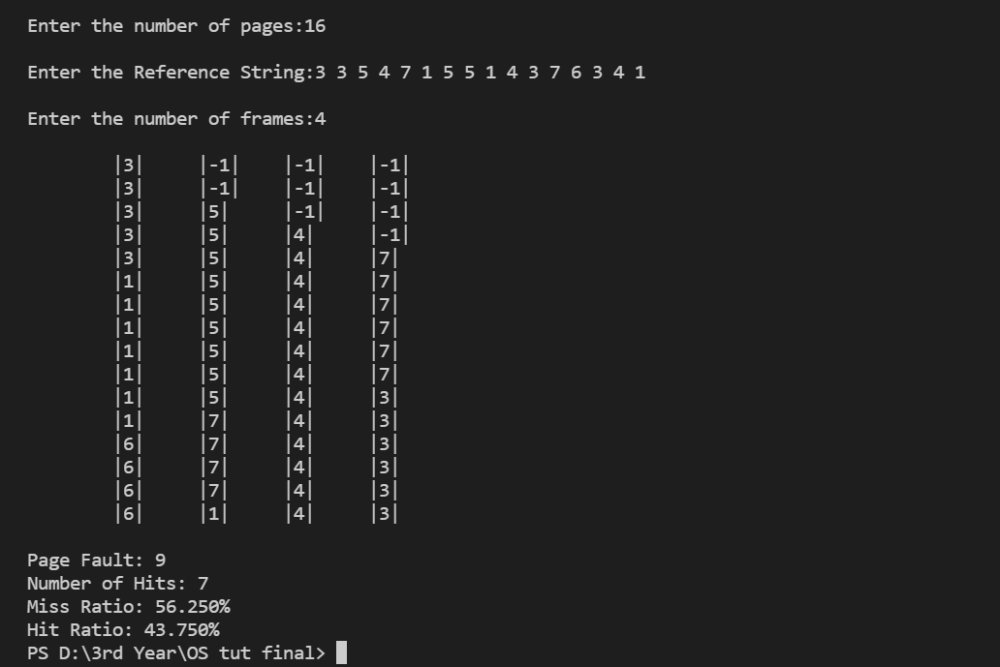 Enter the number of pages:16
Enter the Reference String:3 3 5 4 7 1 5 5 1 4 3 7 6 3 4 1
Enter the number of frames:4
|3| |-1| |-1| |-1|
|3| |-1| |-1| |-1|
|3| |5| |-1| |-1|
|3| |5| |4| |-1|
|3| |5| |4| |7|
|1| |5| |4| |7|
|1| |5| |4| |7|
|1| |5| |4| |7|
|1| |5| |4| |7|
|1| |5| |4| |7|
|1| |5| |4| |3|
|1| |7| |4| |3|
|6| |7| |4| |3|
|6| |7| |4| |3|
|6| |7| |4| |3|
|6| |1| |4| |3|
Page Fault: 9
Number of Hits: 7
Miss Ratio: 56.250%
Hit Ratio: 43.750%
PS D:\3rd Year\OS tut final>